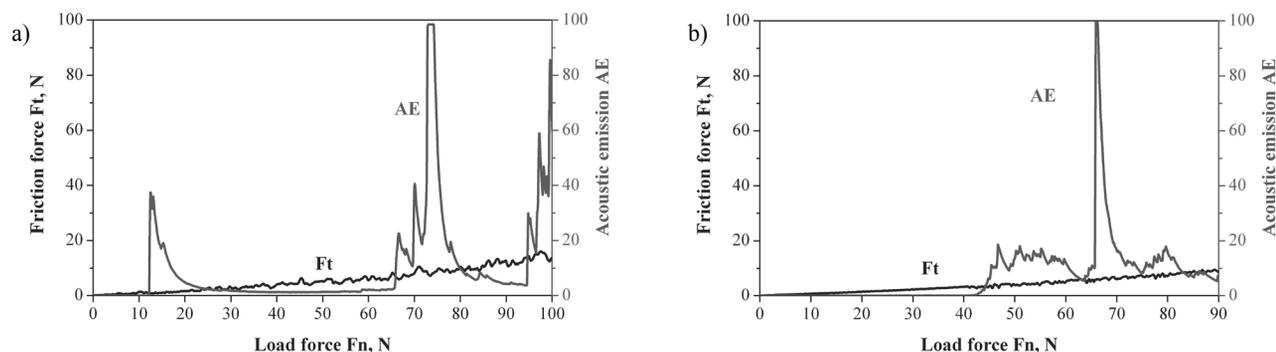 a)
Friction force Ft, N
100
80
60
40
20
0
AE
Ft
100
80
60
40
20
0
Acoustic emission AE
0 10 20 30 40 50 60 70 80 90 100
Load force Fn, N
b)
Friction force Ft, N
100
80
60
40
20
0
AE
Ft
100
80
60
40
20
0
Acoustic emission AE
0 10 20 30 40 50 60 70 80 90
Load force Fn, N